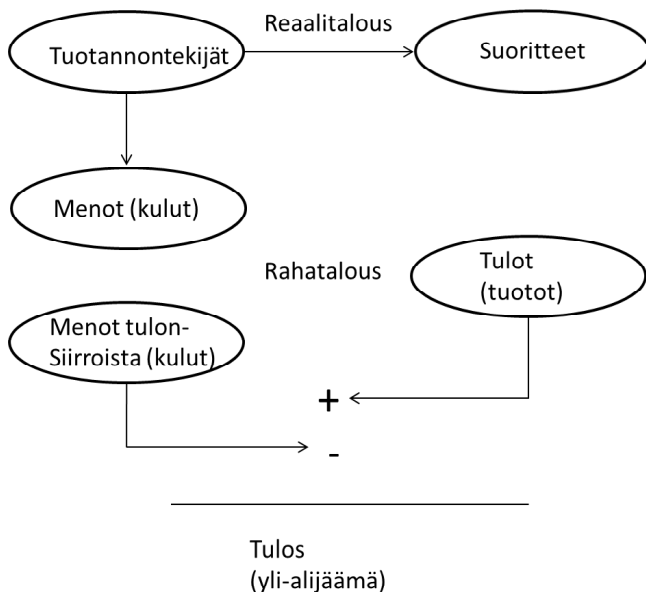 Reaalitalous
Tuotannontekijät
Suoritteet
Menot (kulut)
Rahatalous
Tulot
(tuotot)
Menot tulon-
Siirroista (kulut)
+
-
Tulos
(yli-alijäämä)